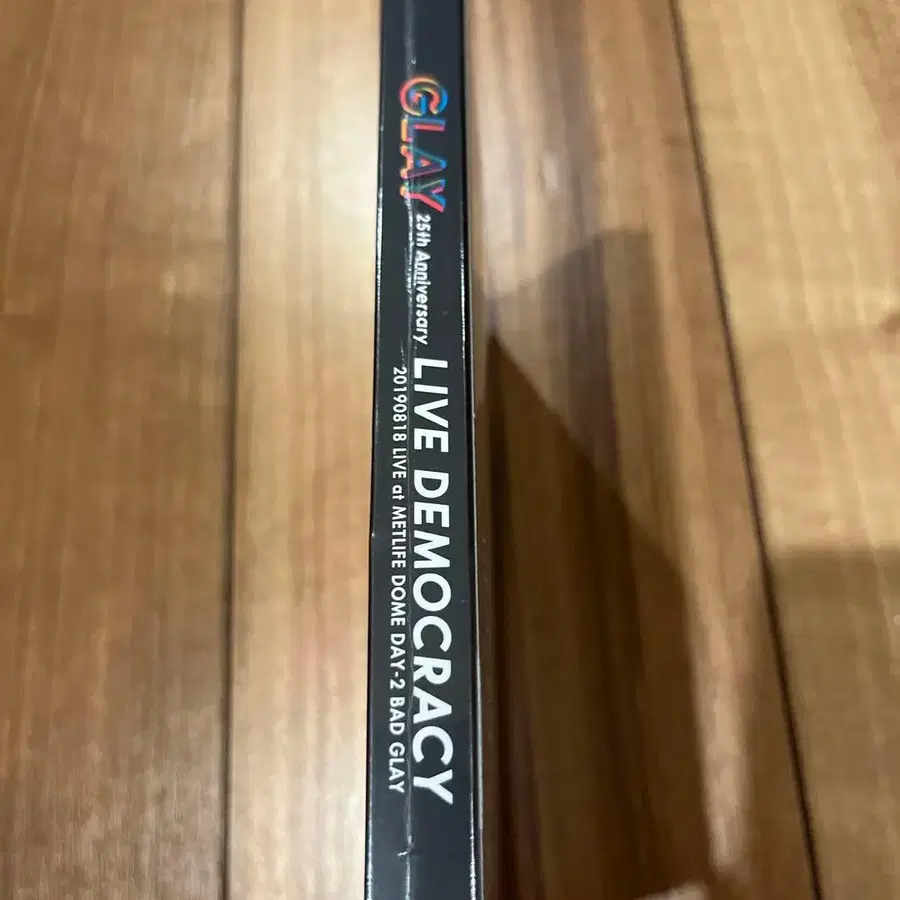 GLAY 25th Anniversary LIVE DEMOCRACY
20190818 LIVE at METLIFE DOME DAY-2 BAD GLAY